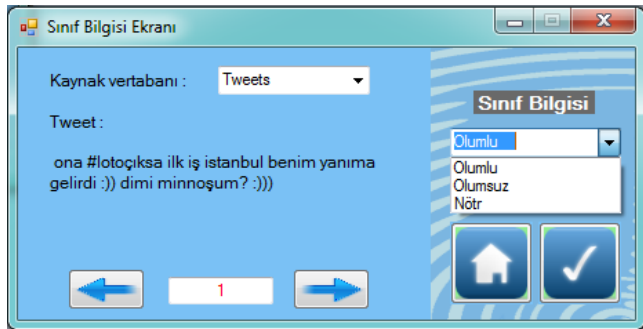 Sınıf Bilgisi Ekranı
Kaynak vertabanı :
Tweets
Tweet :
ona #lotoçıksa ilk iş istanbul benim yanıma
gelirdi :)) dimi minnoşum? :)))
1
Sınıf Bilgisi
Olumlu
Olumlu
Olumsuz
Nötr